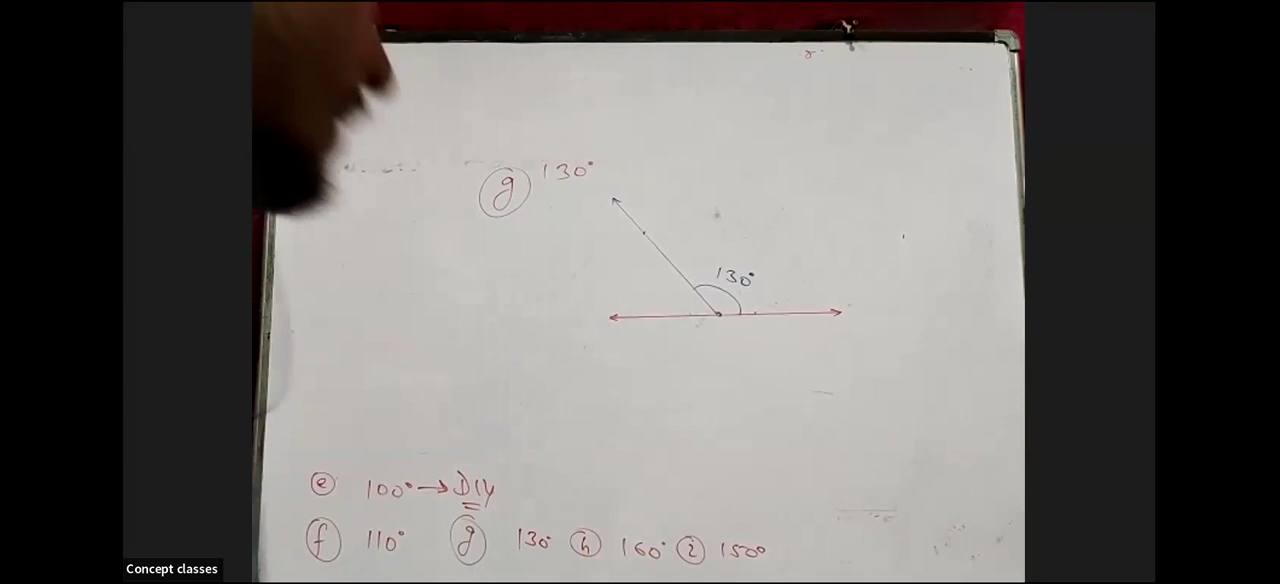 g 130°
130°
e 100° → DIY
f 110° g 130 h 160° i 150°
Concept classes